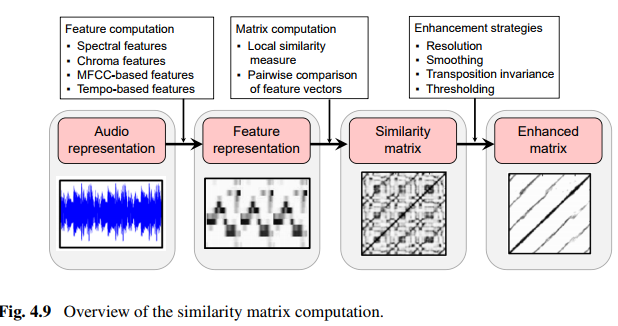 Feature computation
▪ Spectral features
▪ Chroma features
▪ MFCC-based features
▪ Tempo-based features
Matrix computation
▪ Local similarity
measure
▪ Pairwise comparison
of feature vectors
Enhancement strategies
▪ Resolution
▪ Smoothing
▪ Transposition invariance
▪ Thresholding
Audio
representation
Feature
representation
Similarity
matrix
Enhanced
matrix
Fig. 4.9 Overview of the similarity matrix computation.